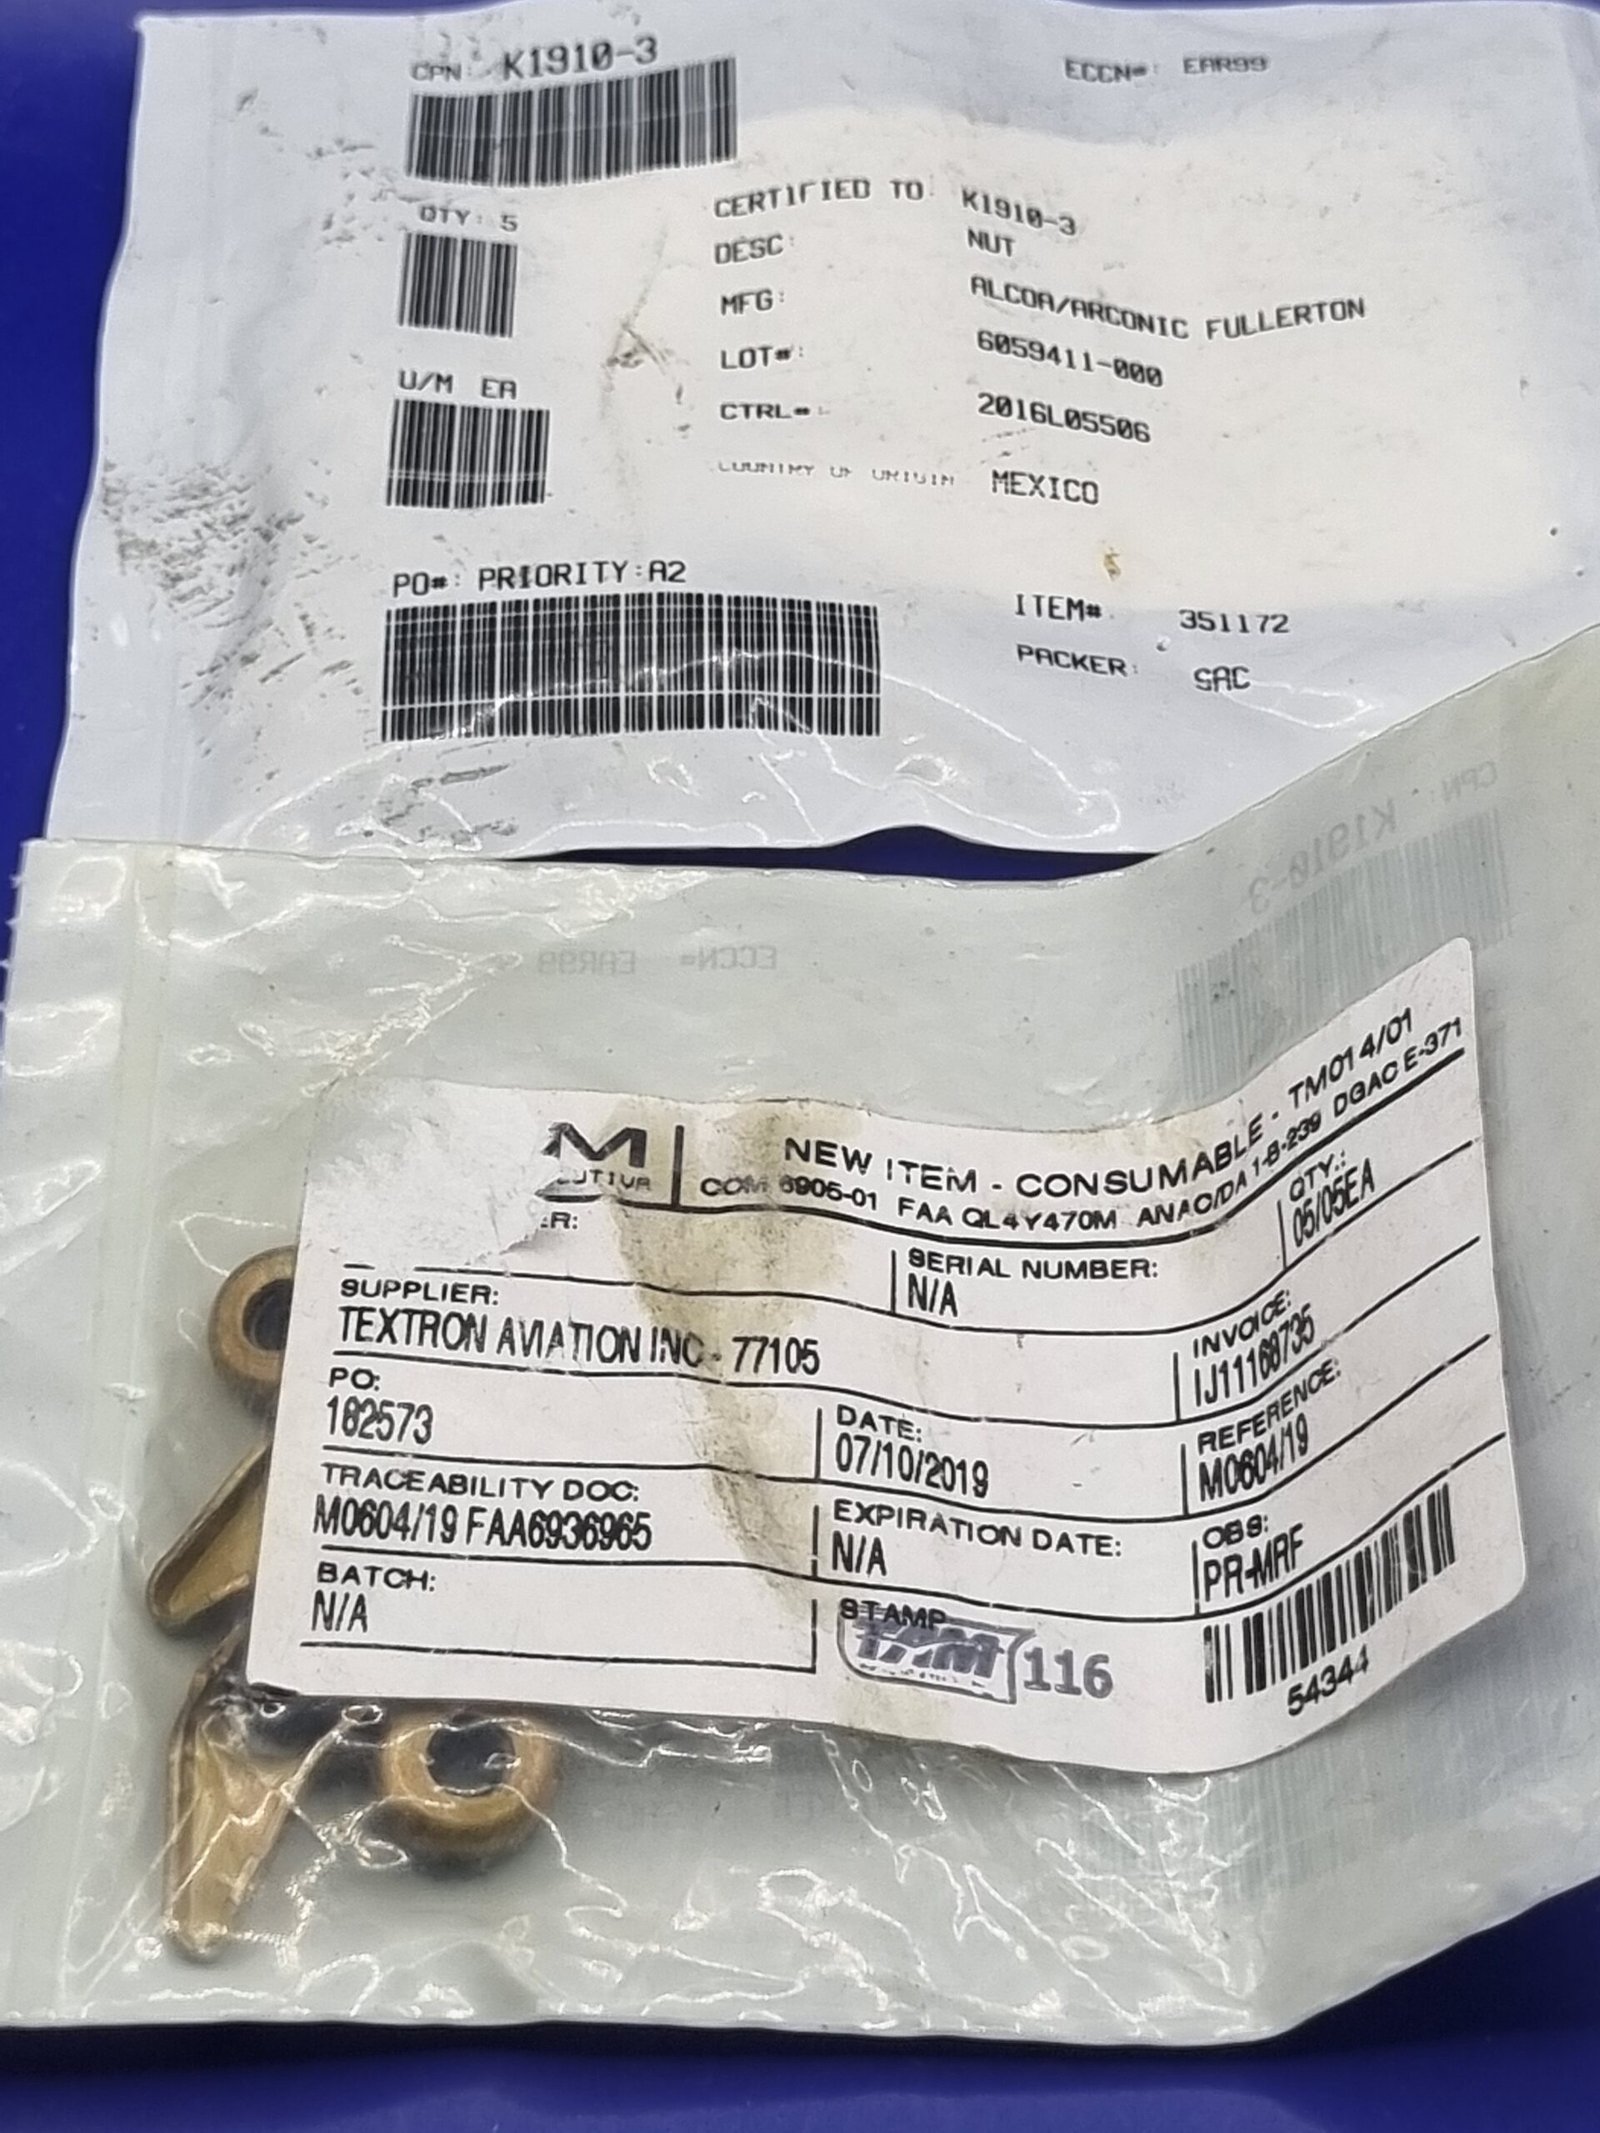 CPN: K1910-3
ECCN#: EAR99
QTY: 5
U/M EA
PO#: PRIORITY:A2
CERTIFIED TO: K1910-3
DESC: NUT
MFG: ALCOA/ARCONIC FULLERTON
LOT#: 6059411-000
CTRL#: 2016L05506
COUNTRY OF ORIGIN MEXICO
ITEM#: 351172
PACKER: SAC
CPN: K1910-3
ECCN#: EAR99
NEW ITEM - CONSUMABLE - TM014/01
COM 6905-01 FAA QL4Y470M ANAC/DA 1-8-239 DGAC E-371
SERIAL NUMBER:
N/A
QTY.:
05/05EA
SUPPLIER:
TEXTRON AVIATION INC - 77105
INVOICE:
IJ11168735
PO:
182573
DATE:
07/10/2019
REFERENCE:
M0604/19
TRACEABILITY DOC:
M0604/19 FAA6936965
EXPIRATION DATE:
N/A
OBS:
PR-MRF
BATCH:
N/A
STAMP
TAM 116
54344